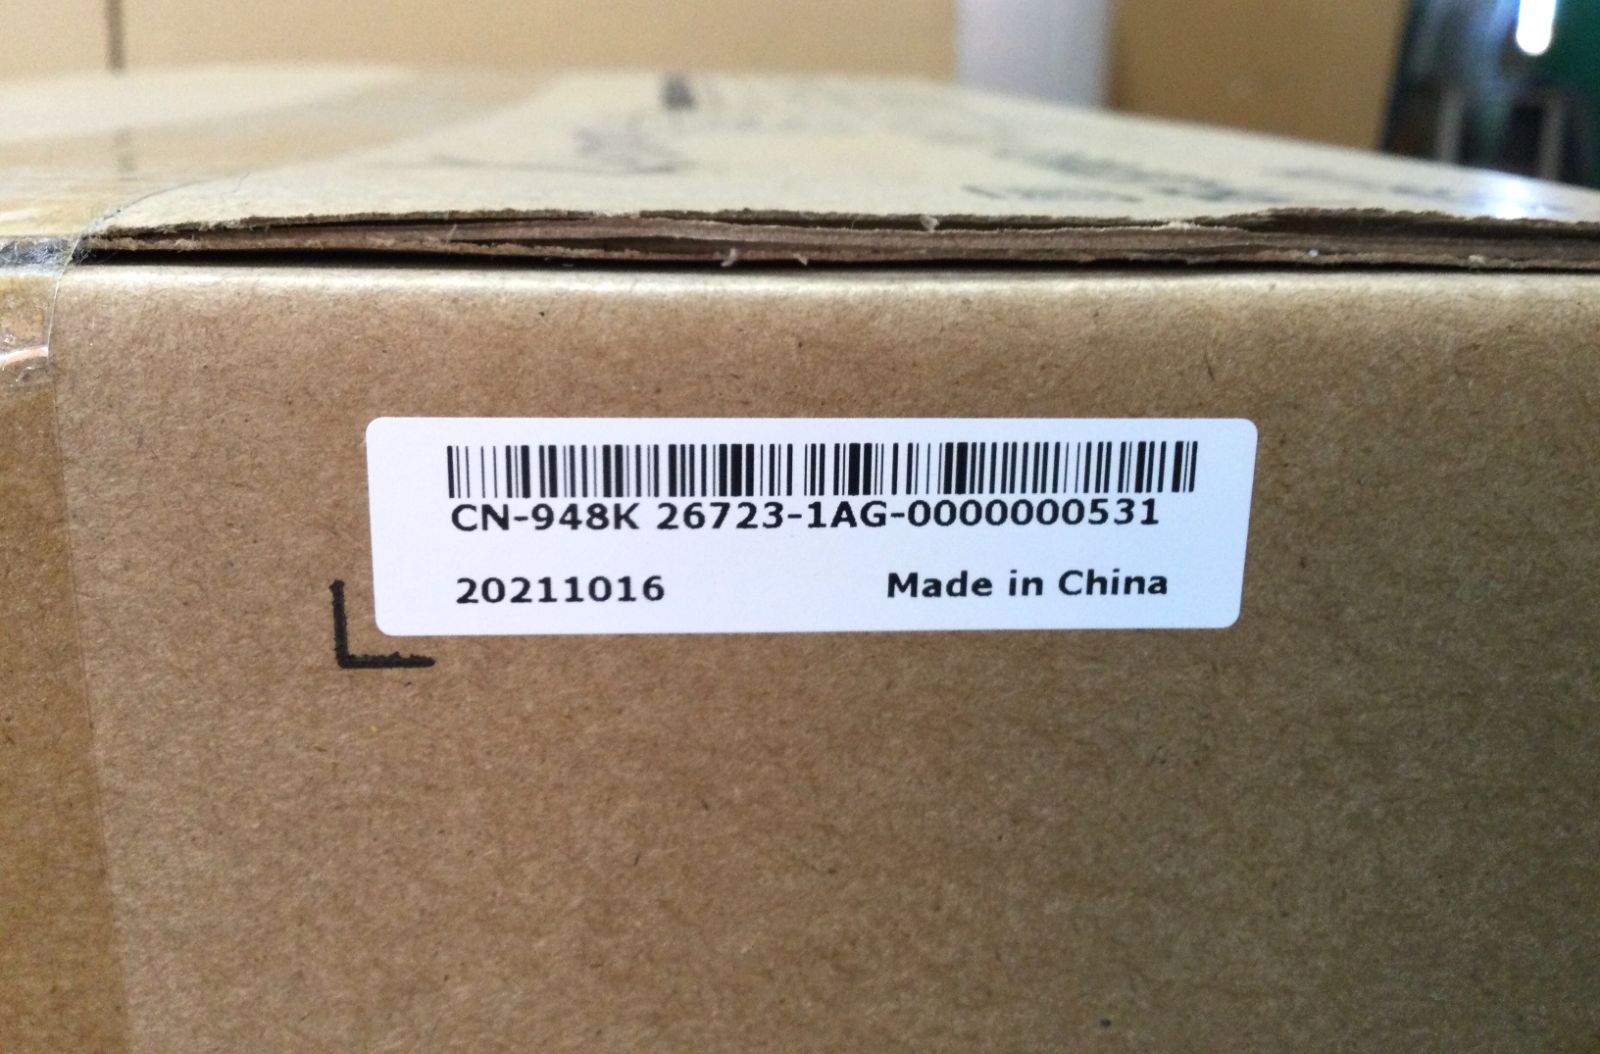 CN-948K 26723-1AG-0000000531
20211016
Made in China